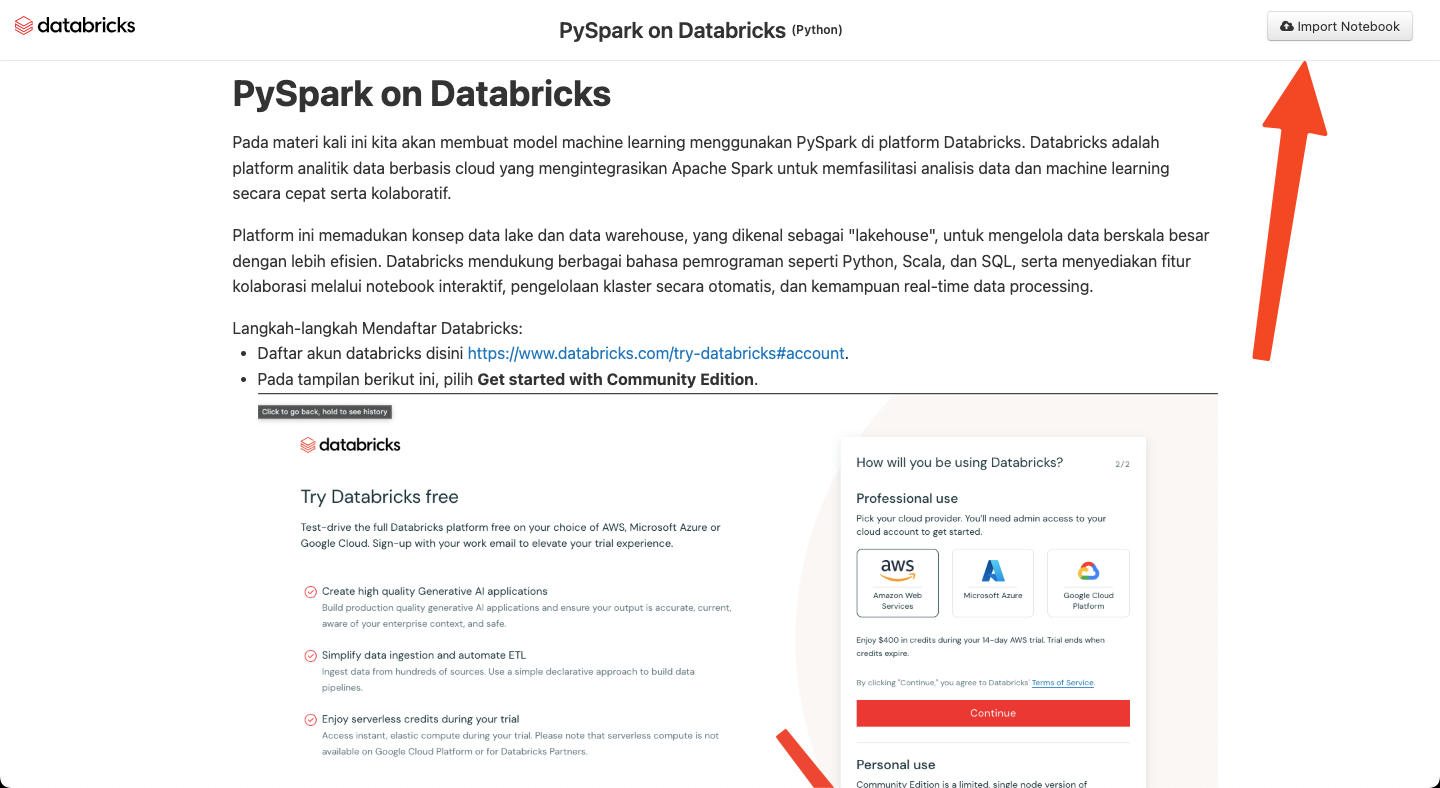 databricks
PySpark on Databricks (Python)
Import Notebook
PySpark on Databricks
Pada materi kali ini kita akan membuat model machine learning menggunakan PySpark di platform Databricks. Databricks adalah
platform analitik data berbasis cloud yang mengintegrasikan Apache Spark untuk memfasilitasi analisis data dan machine learning
secara cepat serta kolaboratif.
Platform ini memadukan konsep data lake dan data warehouse, yang dikenal sebagai "lakehouse", untuk mengelola data berskala besar
dengan lebih efisien. Databricks mendukung berbagai bahasa pemrograman seperti Python, Scala, dan SQL, serta menyediakan fitur
kolaborasi melalui notebook interaktif, pengelolaan klaster secara otomatis, dan kemampuan real-time data processing.
Langkah-langkah Mendaftar Databricks:
• Daftar akun databricks disini https://www.databricks.com/try-databricks#account.
• Pada tampilan berikut ini, pilih Get started with Community Edition.
Click to go back, hold to see history
databricks
Try Databricks free
Test-drive the full Databricks platform free on your choice of AWS, Microsoft Azure or
Google Cloud. Sign-up with your work email to elevate your trial experience.
Create high quality Generative AI applications
Build production quality generative AI applications and ensure your output is accurate, current,
aware of your enterprise context, and safe.
Simplify data ingestion and automate ETL
Ingest data from hundreds of sources. Use a simple declarative approach to build data
pipelines.
Enjoy serverless credits during your trial
Access instant, elastic compute during your trial. Please note that serverless compute is not
available on Google Cloud Platform or for Databricks Partners.
How will you be using Databricks?
2/2
Professional use
Pick your cloud provider. You'll need admin access to your
cloud account to get started.
aws
Amazon Web
Services
Microsoft Azure
Google Cloud
Platform
Enjoy $400 in credits during your 14-day AWS trial. Trial ends when
credits expire.
By clicking "Continue," you agree to Databricks' Terms of Service.
Continue
Personal use
Community Edition is a limited, single node version of